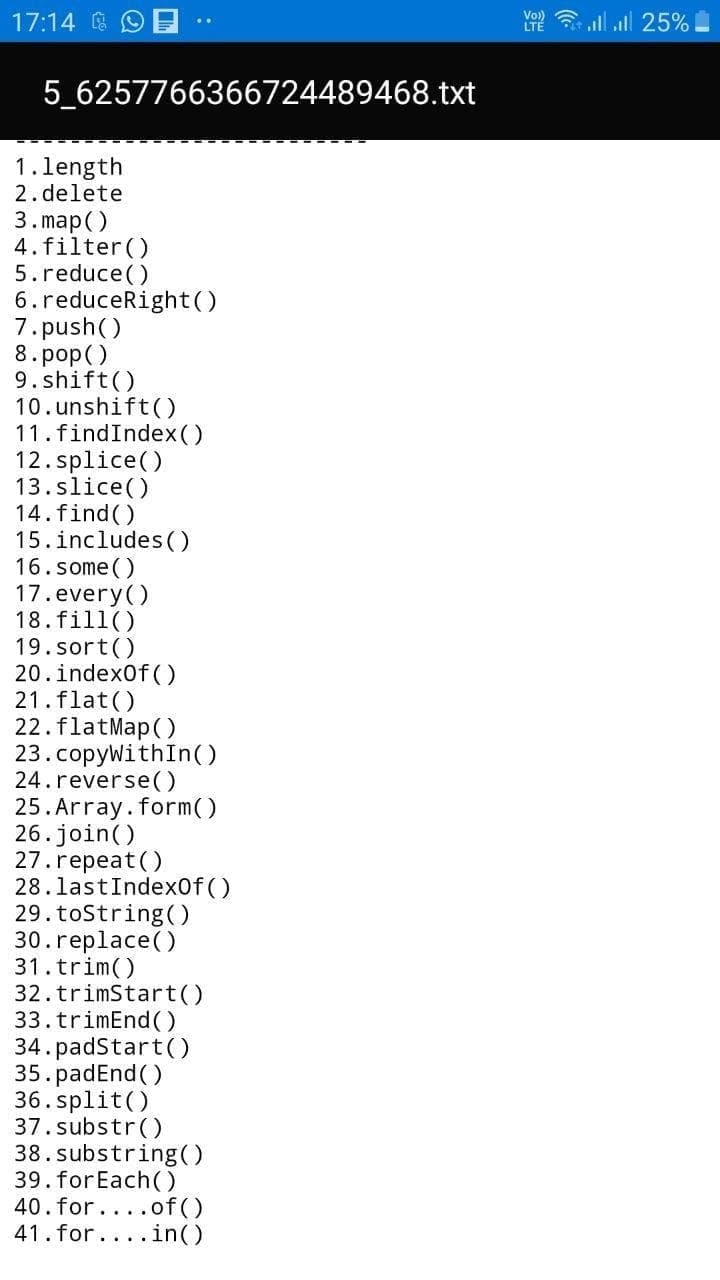 17:14 Vo)) LTE 25%
5_6257766366724489468.txt
--------------------------
1.length
2.delete
3.map()
4.filter()
5.reduce()
6.reduceRight()
7.push()
8.pop()
9.shift()
10.unshift()
11.findIndex()
12.splice()
13.slice()
14.find()
15.includes()
16.some()
17.every()
18.fill()
19.sort()
20.indexOf()
21.flat()
22.flatMap()
23.copyWithIn()
24.reverse()
25.Array.form()
26.join()
27.repeat()
28.lastIndexOf()
29.toString()
30.replace()
31.trim()
32.trimStart()
33.trimEnd()
34.padStart()
35.padEnd()
36.split()
37.substr()
38.substring()
39.forEach()
40.for....of()
41.for....in()